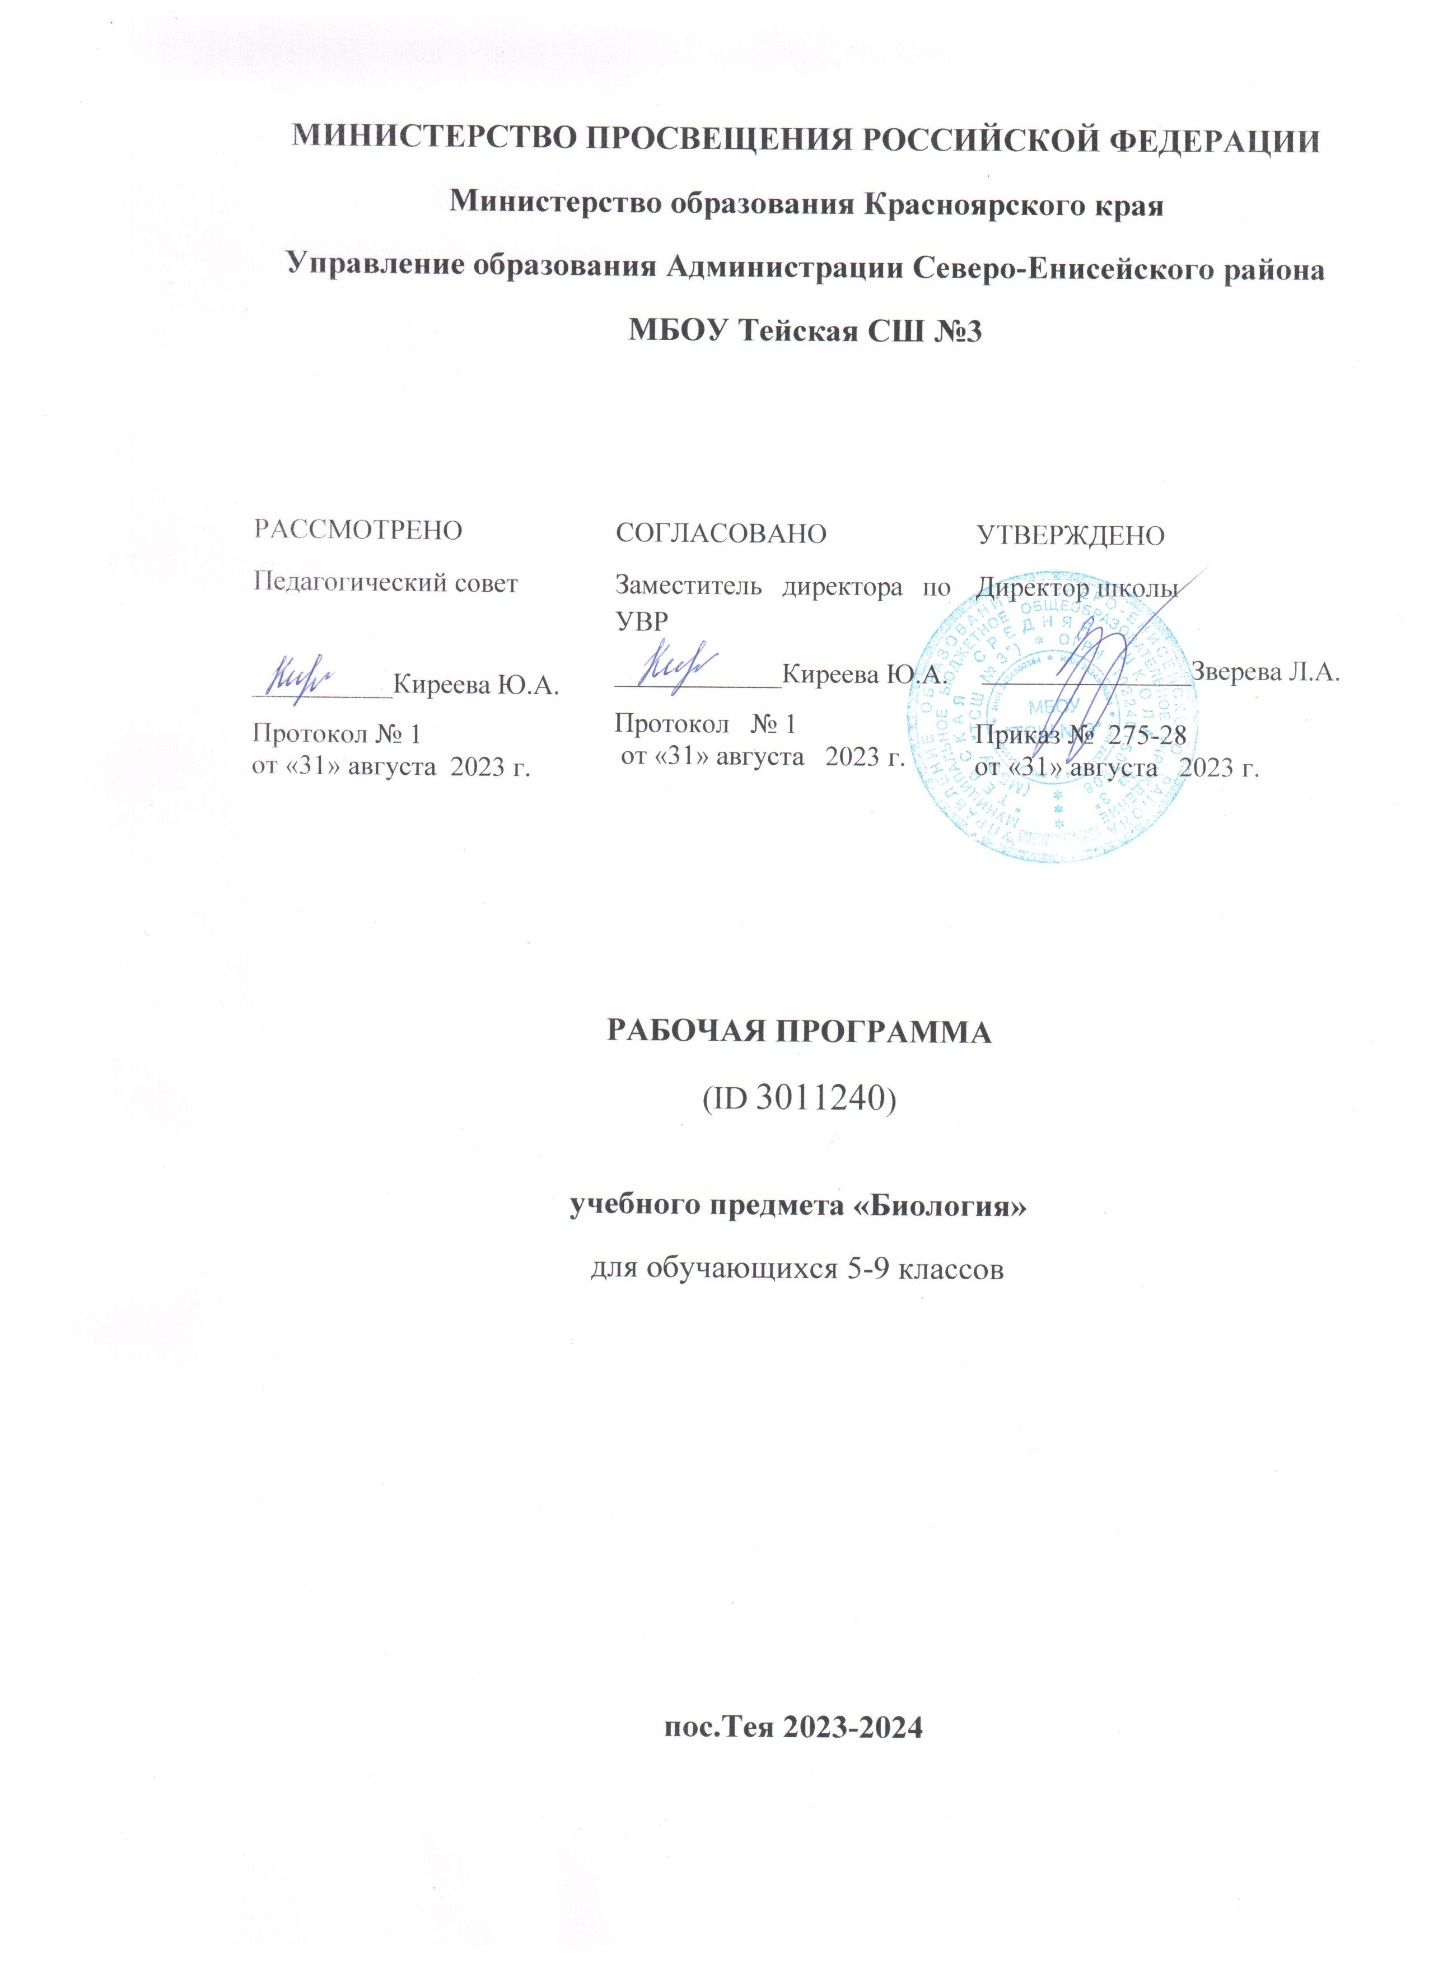 МИНИСТЕРСТВО ПРОСВЕЩЕНИЯ РОССИЙСКОЙ ФЕДЕРАЦИИ
Министерство образования Красноярского края
Управление образования Администрации Северо-Енисейского района
МБОУ Тейская СШ №3
РАССМОТРЕНО
Педагогический совет
Киреева Ю.А.
Протокол № 1
от «31» августа 2023 г.
СОГЛАСОВАНО
Заместитель директора по
УВР
Киреева Ю.А.
Протокол № 1
от «31» августа 2023 г.
УТВЕРЖДЕНО
Директор школы
Зверева Л.А.
Приказ № 275-28
от «31» августа 2023 г.
МБОУ
РАБОЧАЯ ПРОГРАММА
(ID 3011240)
учебного предмета «Биология»
для обучающихся 5-9 классов
пос.Тея 2023-2024